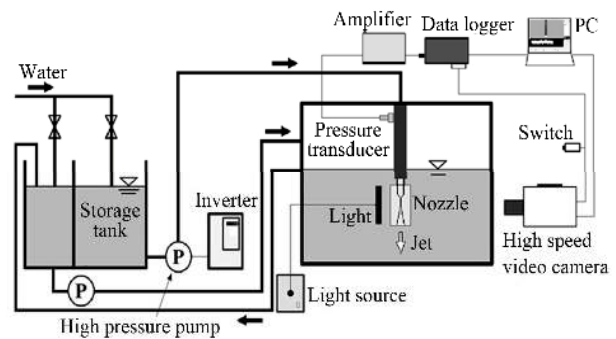 Amplifier
Data logger
PC
Water
Pressure
transducer
Switch
Storage
tank
Inverter
Light
Nozzle
Jet
High speed
video camera
P
P
Light source
High pressure pump